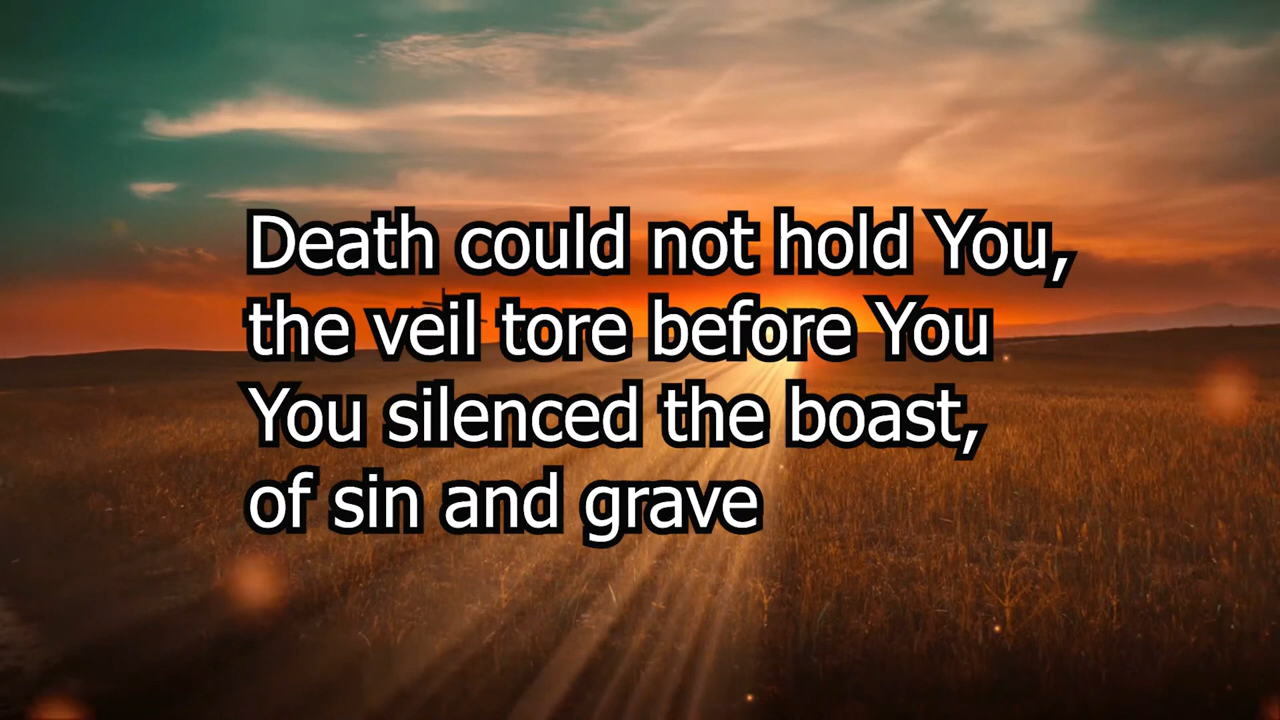 Death could not hold You,
the veil tore before You
You silenced the boast,
of sin and grave